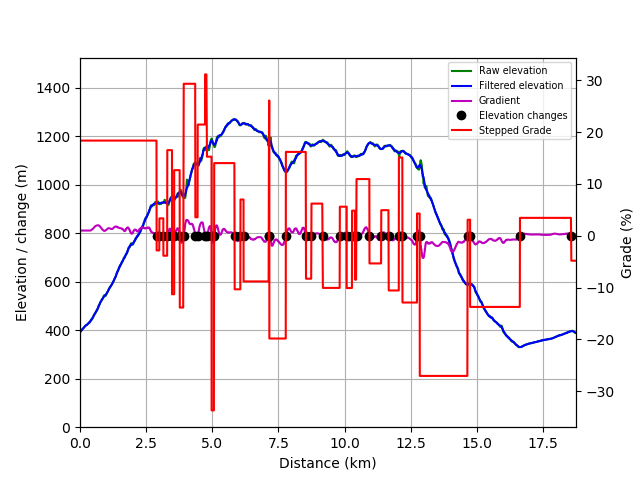 Raw elevation
Filtered elevation
Gradient
Elevation changes
Stepped Grade
1400
1200
1000
800
600
400
200
0
Elevation / change (m)
30
20
10
0
−10
−20
−30
Grade (%)
0.0 2.5 5.0 7.5 10.0 12.5 15.0 17.5
Distance (km)